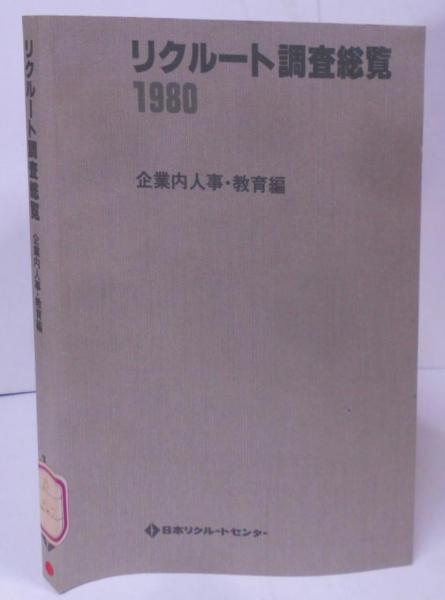 リクルート調査総覧
1980
企業内人事・教育編
日本リクルートセンター
リクルート調査総覧
企業内人事・教育編